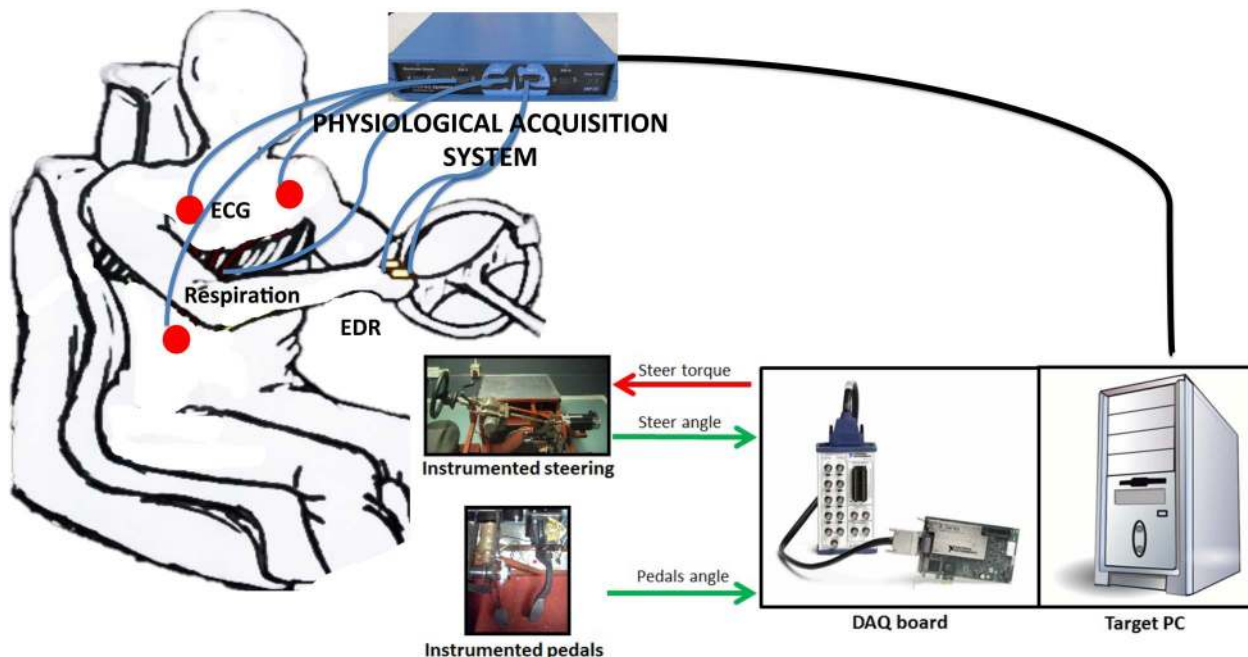 PHYSIOLOGICAL ACQUISITION
SYSTEM
ECG
Respiration
EDR
Steer torque
Steer angle
Instrumented steering
Pedals angle
Instrumented pedals
DAQ board
Target PC